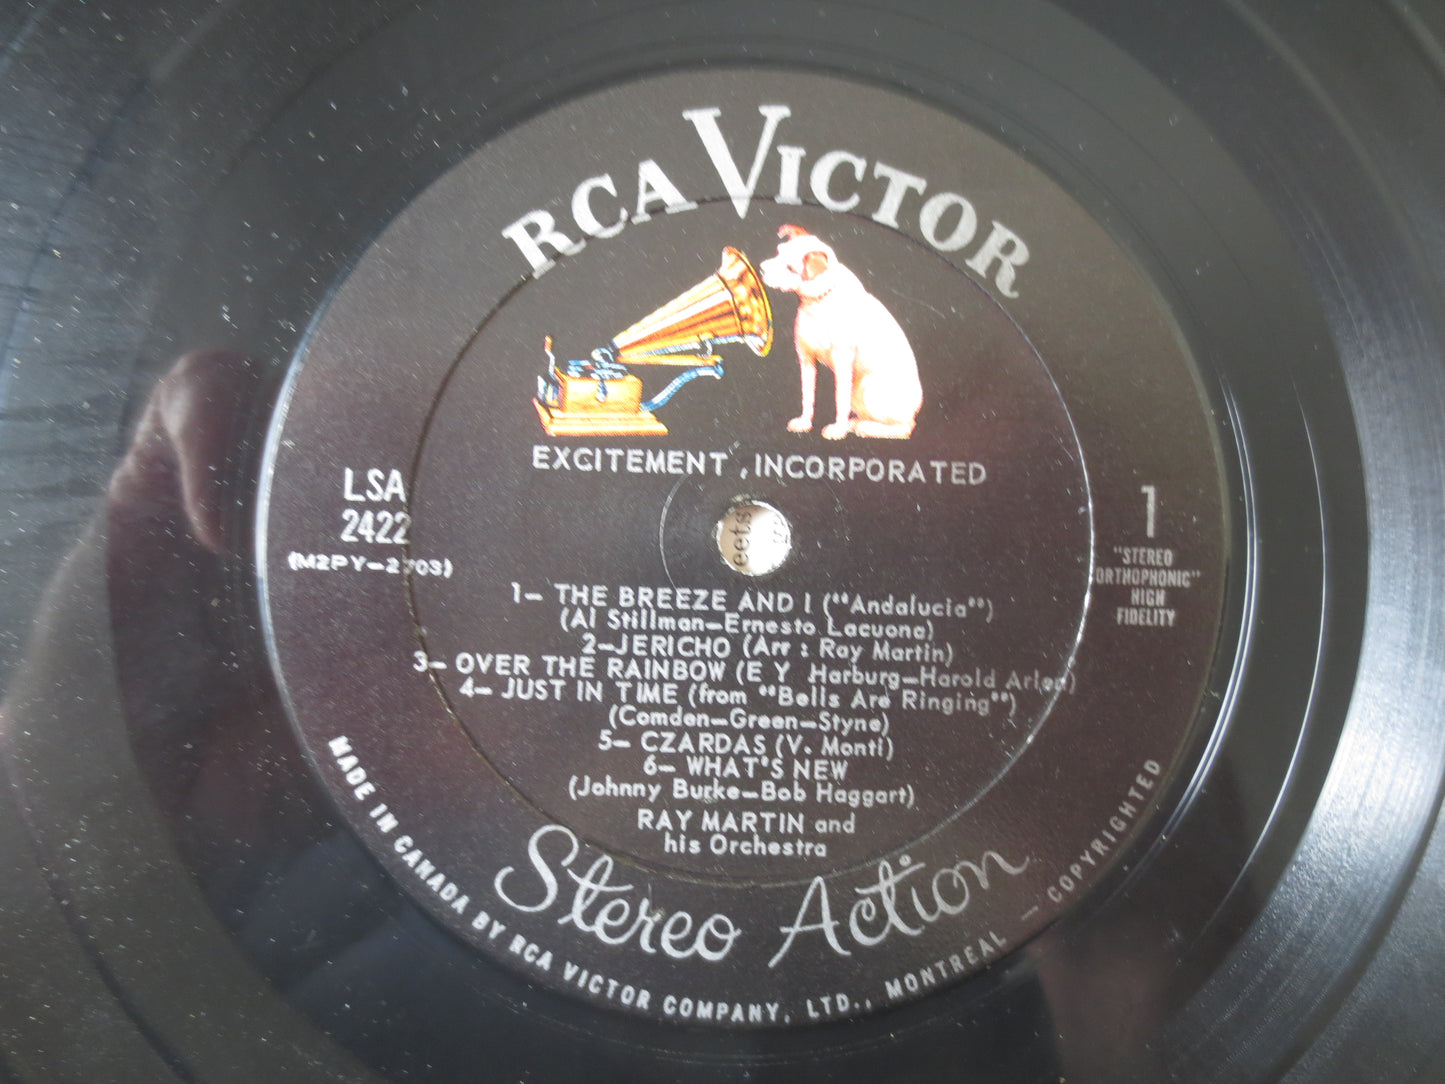 RCA VICTOR
EXCITEMENT, INCORPORATED
LSA
2422
(M2PY-2703)
1
"STEREO
ORTHOPHONIC"
HIGH
FIDELITY
1- THE BREEZE AND I (""Andalucia"")
(Al Stillman-Ernesto Lacuona)
2-JERICHO (Arr : Ray Martin)
3- OVER THE RAINBOW (E Y Harburg-Harold Arlen)
4- JUST IN TIME (from ""Bells Are Ringing"")
(Comden-Green-Styne)
5- CZARDAS (V. Monti)
6- WHAT'S NEW
(Johnny Burke-Bob Haggart)
RAY MARTIN and
his Orchestra
Stereo Action
MADE IN CANADA BY RCA VICTOR COMPANY, LTD., MONTREAL - COPYRIGHTED